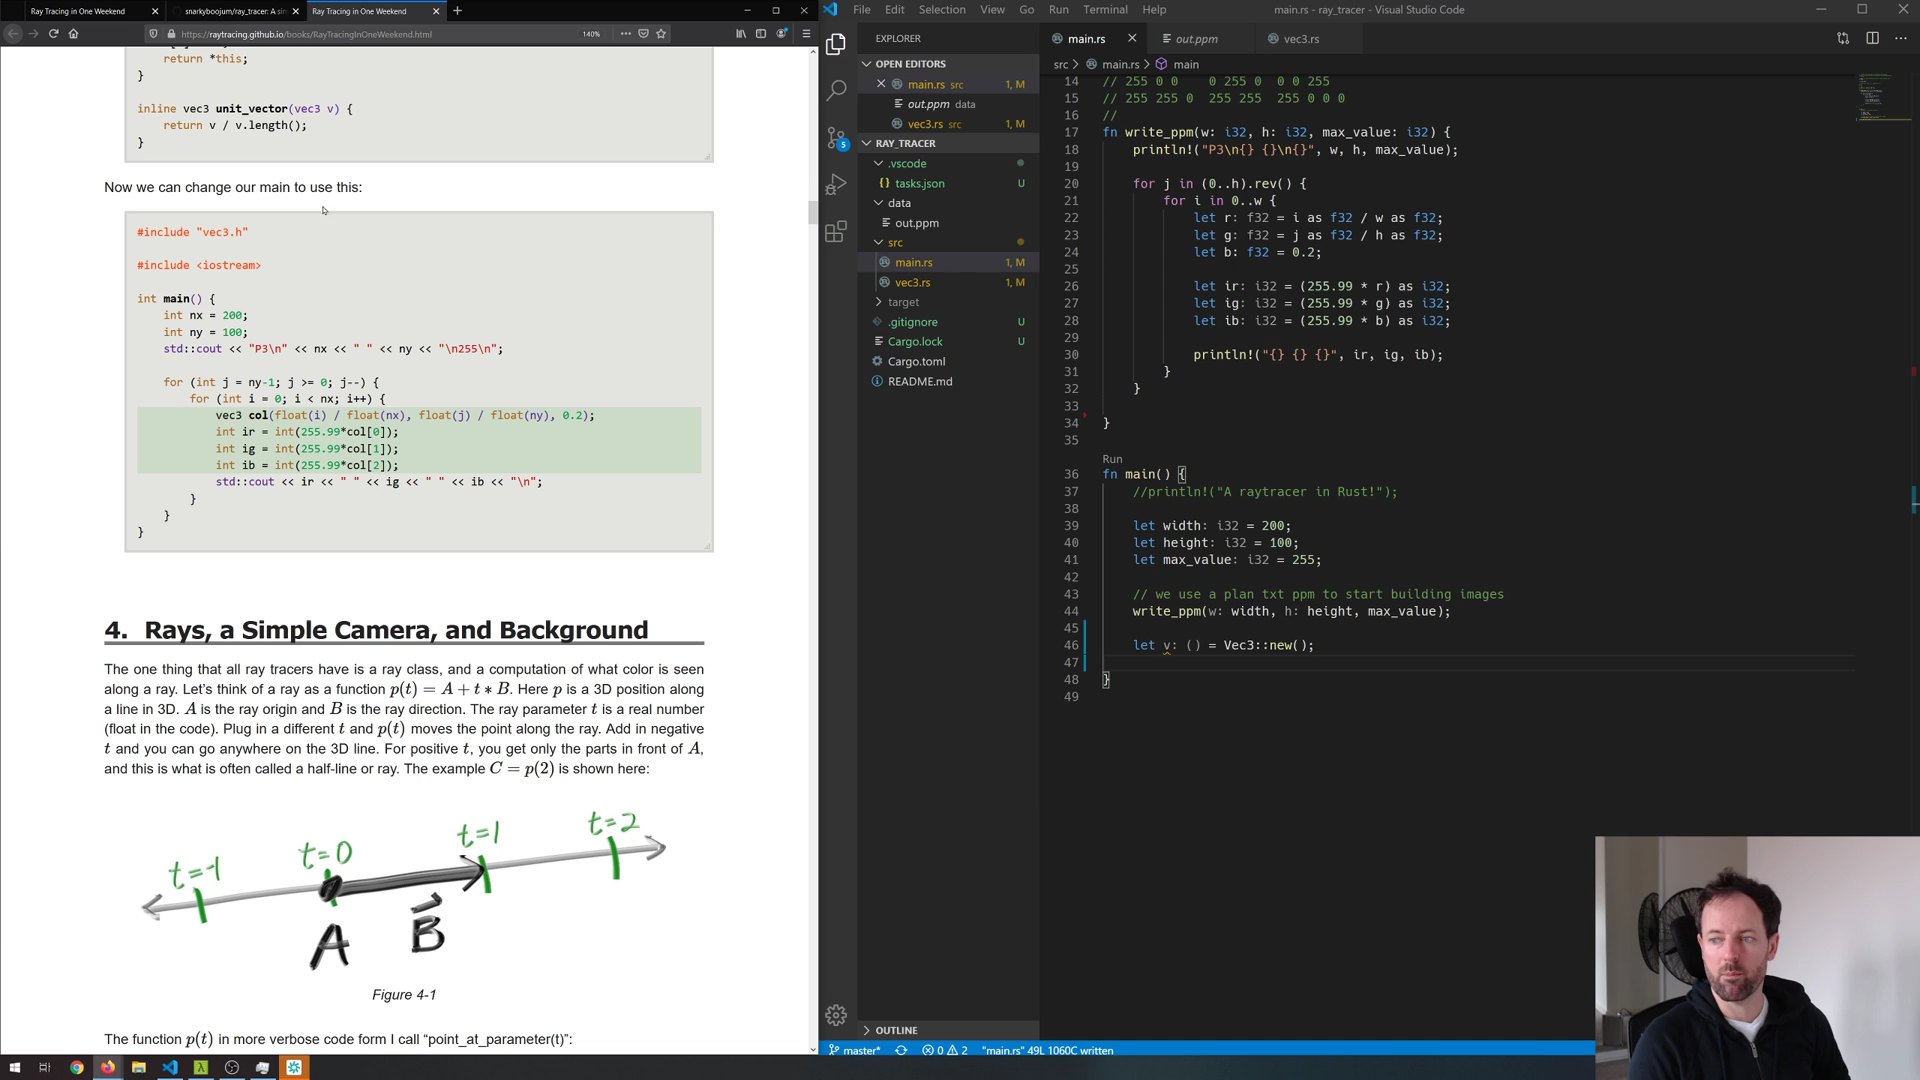 Ray Tracing in One Weekend
snarkyboojum/ray_tracer: A si
Ray Tracing in One Weekend
https://raytracing.github.io/books/RayTracingInOneWeekend.html
140%
return *this;
}
inline vec3 unit_vector(vec3 v) {
return v / v.length();
}
Now we can change our main to use this:
#include "vec3.h"
#include <iostream>
int main() {
int nx = 200;
int ny = 100;
std::cout << "P3\n" << nx << " " << ny << "\n255\n";
for (int j = ny-1; j >= 0; j--) {
for (int i = 0; i < nx; i++) {
vec3 col(float(i) / float(nx), float(j) / float(ny), 0.2);
int ir = int(255.99*col[0]);
int ig = int(255.99*col[1]);
int ib = int(255.99*col[2]);
std::cout << ir << " " << ig << " " << ib << "\n";
}
}
}
4. Rays, a Simple Camera, and Background
The one thing that all ray tracers have is a ray class, and a computation of what color is seen
along a ray. Let's think of a ray as a function p(t) = A + t * B. Here p is a 3D position along
a line in 3D. A is the ray origin and B is the ray direction. The ray parameter t is a real number
(float in the code). Plug in a different t and p(t) moves the point along the ray. Add in negative
t and you can go anywhere on the 3D line. For positive t, you get only the parts in front of A,
and this is what is often called a half-line or ray. The example C = p(2) is shown here:
t=-1
t=0
t=1
t=2
A
B
Figure 4-1
The function p(t) in more verbose code form I call “point_at_parameter(t)”:
File Edit Selection View Go Run Terminal Help
main.rs - ray_tracer - Visual Studio Code
EXPLORER
OPEN EDITORS
main.rs src 1, M
out.ppm data
vec3.rs src 1, M
RAY_TRACER
.vscode
tasks.json U
data
out.ppm
src
main.rs 1, M
vec3.rs 1, M
target
.gitignore U
Cargo.lock U
Cargo.toml
README.md
OUTLINE
5
main.rs
out.ppm
vec3.rs
src > main.rs > main
14 // 255 0 0 0 255 0 0 0 255
15 // 255 255 0 255 255 255 0 0 0
16 //
17 fn write_ppm(w: i32, h: i32, max_value: i32) {
18 println!("P3\n{} {}\n{}", w, h, max_value);
19
20 for j in (0..h).rev() {
21 for i in 0..w {
22 let r: f32 = i as f32 / w as f32;
23 let g: f32 = j as f32 / h as f32;
24 let b: f32 = 0.2;
25
26 let ir: i32 = (255.99 * r) as i32;
27 let ig: i32 = (255.99 * g) as i32;
28 let ib: i32 = (255.99 * b) as i32;
29
30 println!("{} {} {}", ir, ig, ib);
31 }
32 }
33
34 }
35
Run
36 fn main() {
37 //println!("A raytracer in Rust!");
38
39 let width: i32 = 200;
40 let height: i32 = 100;
41 let max_value: i32 = 255;
42
43 // we use a plan txt ppm to start building images
44 write_ppm(w: width, h: height, max_value);
45
46 let v: () = Vec3::new();
47
48 }
49
master* 0 2 "main.rs" 49L 1060C written